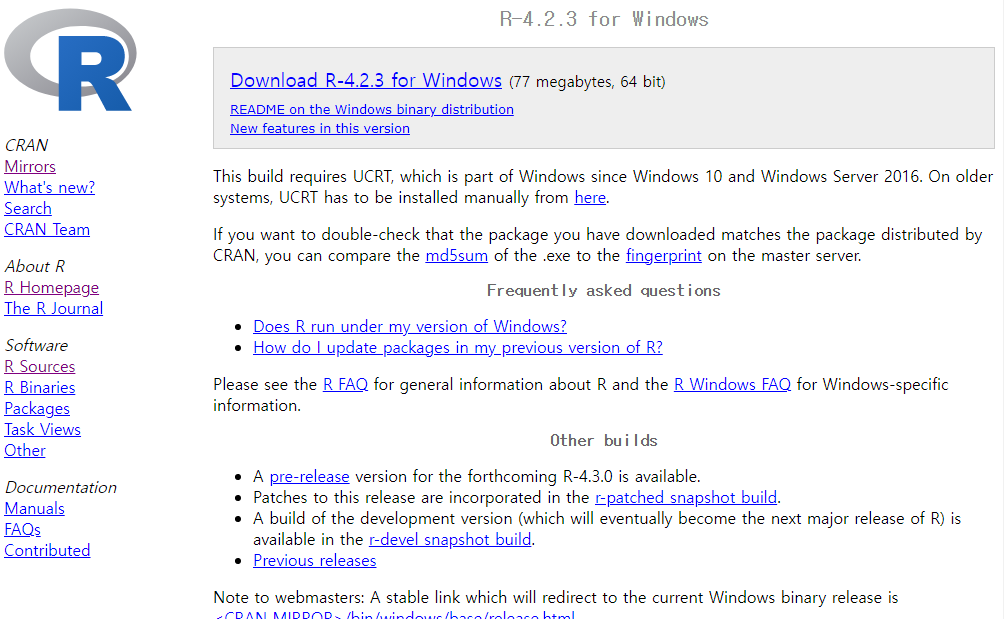 R
CRAN
Mirrors
What's new?
Search
CRAN Team
About R
R Homepage
The R Journal
Software
R Sources
R Binaries
Packages
Task Views
Other
Documentation
Manuals
FAQs
Contributed
R-4.2.3 for Windows
Download R-4.2.3 for Windows (77 megabytes, 64 bit)
README on the Windows binary distribution
New features in this version
This build requires UCRT, which is part of Windows since Windows 10 and Windows Server 2016. On older
systems, UCRT has to be installed manually from here.
If you want to double-check that the package you have downloaded matches the package distributed by
CRAN, you can compare the md5sum of the .exe to the fingerprint on the master server.
Frequently asked questions
Does R run under my version of Windows?
How do I update packages in my previous version of R?
Please see the R FAQ for general information about R and the R Windows FAQ for Windows-specific
information.
Other builds
A pre-release version for the forthcoming R-4.3.0 is available.
Patches to this release are incorporated in the r-patched snapshot build.
A build of the development version (which will eventually become the next major release of R) is
available in the r-devel snapshot build.
Previous releases
Note to webmasters: A stable link which will redirect to the current Windows binary release is
<CRAN MIRROR>/bin/windows/base/release.html